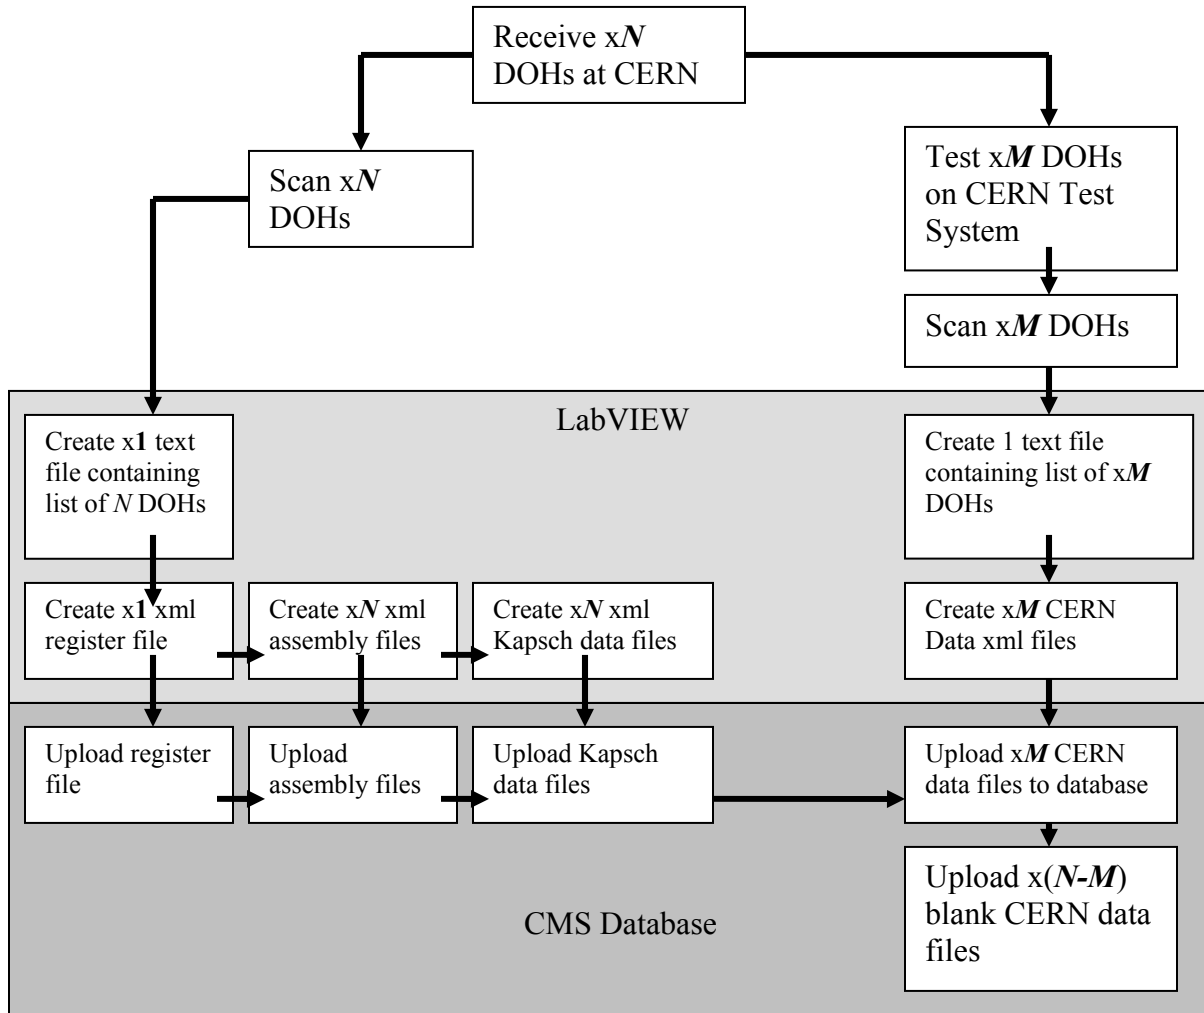 Receive xN
DOHs at CERN
Scan xN
DOHs
Test xM DOHs
on CERN Test
System
Scan xM DOHs
LabVIEW
Create x1 text
file containing
list of N DOHs
Create 1 text file
containing list of xM
DOHs
Create x1 xml
register file
Create xN xml
assembly files
Create xN xml
Kapsch data files
Create xM CERN
Data xml files
Upload register
file
Upload
assembly files
Upload Kapsch
data files
Upload xM CERN
data files to database
Upload x(N-M)
blank CERN data
files
CMS Database